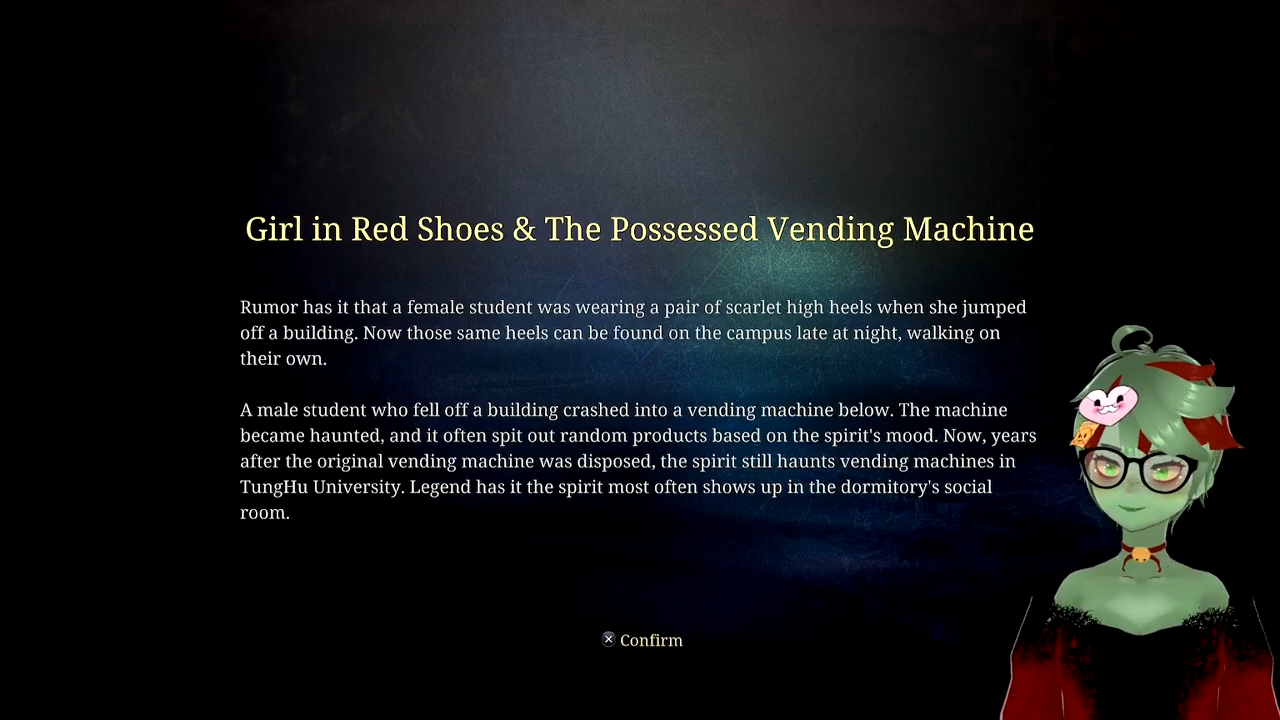 Girl in Red Shoes & The Possessed Vending Machine
Rumor has it that a female student was wearing a pair of scarlet high heels when she jumped
off a building. Now those same heels can be found on the campus late at night, walking on
their own.
A male student who fell off a building crashed into a vending machine below. The machine
became haunted, and it often spit out random products based on the spirit's mood. Now, years
after the original vending machine was disposed, the spirit still haunts vending machines in
TungHu University. Legend has it the spirit most often shows up in the dormitory's social
room.
Confirm